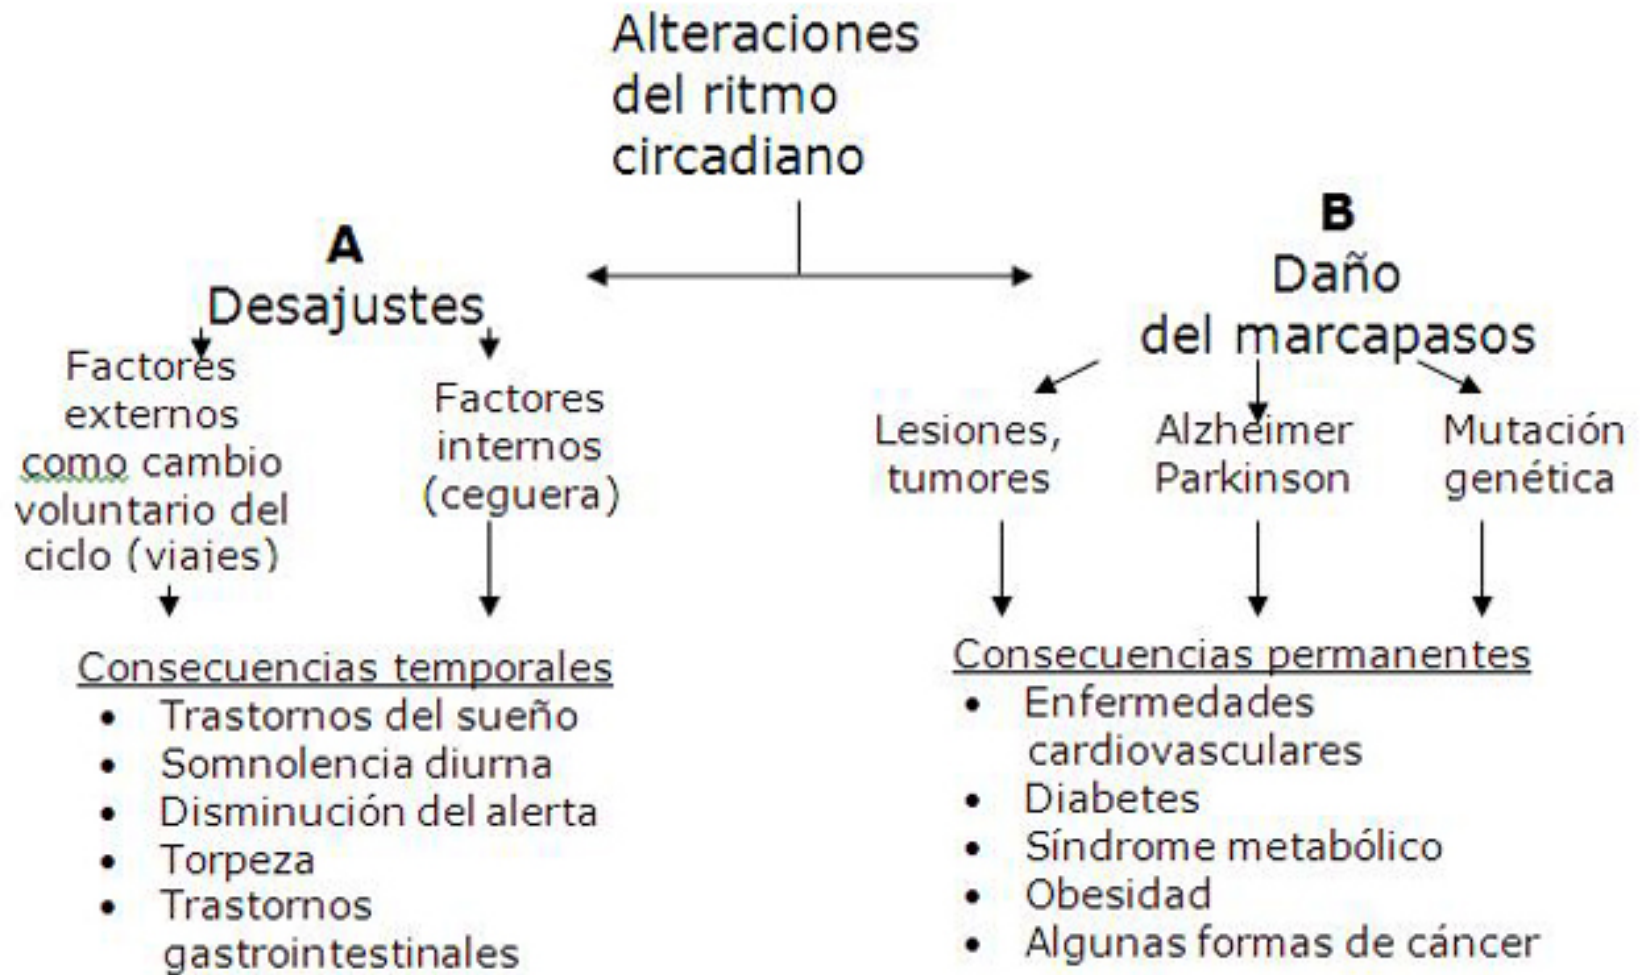 Alteraciones
del ritmo
circadiano
A
Desajustes
Factores
externos
como cambio
voluntario del
ciclo (viajes)
Factores
internos
(ceguera)
Consecuencias temporales
• Trastornos del sueño
• Somnolencia diurna
• Disminución del alerta
• Torpeza
• Trastornos
gastrointestinales
B
Daño
del marcapasos
Lesiones,
tumores
Alzheimer
Parkinson
Mutación
genética
Consecuencias permanentes
• Enfermedades
cardiovasculares
• Diabetes
• Síndrome metabólico
• Obesidad
• Algunas formas de cáncer